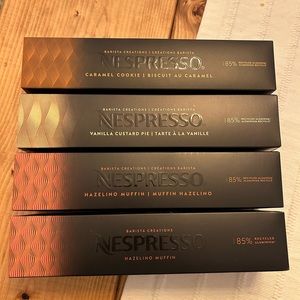 BARISTA CREATIONS | CRÉATIONS BARISTA
NESPRESSO
CARAMEL COOKIE | BISCUIT AU CARAMEL
85%
BARISTA CREATIONS | CRÉATIONS BARISTA
NESPRESSO
VANILLA CUSTARD PIE | TARTE À LA VANILLE
85%
BARISTA CREATIONS | CRÉATIONS BARISTA
NESPRESSO
HAZELINO MUFFIN | MUFFIN HAZELINO
85%
BARISTA CREATIONS
NESPRESSO
HAZELINO MUFFIN
85% RECYCLED
ALUMINIUM